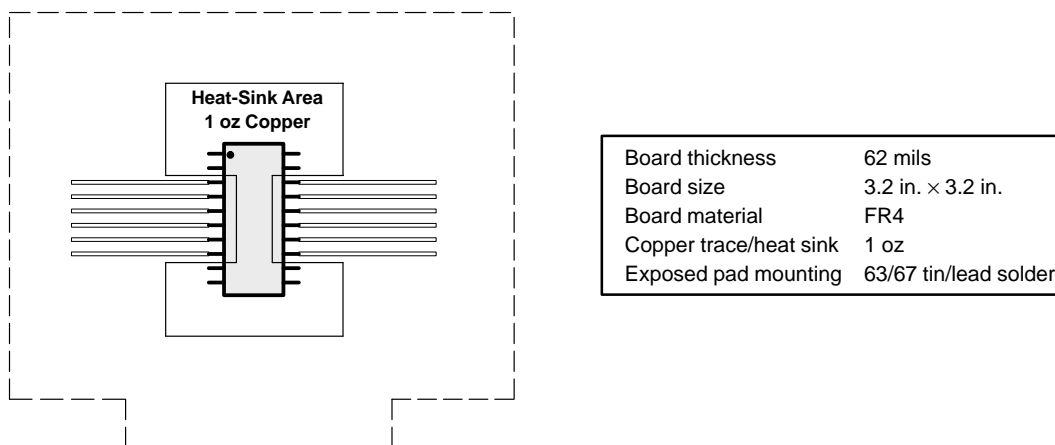 Heat-Sink Area
1 oz Copper
Board thickness 62 mils
Board size 3.2 in. × 3.2 in.
Board material FR4
Copper trace/heat sink 1 oz
Exposed pad mounting 63/67 tin/lead solder